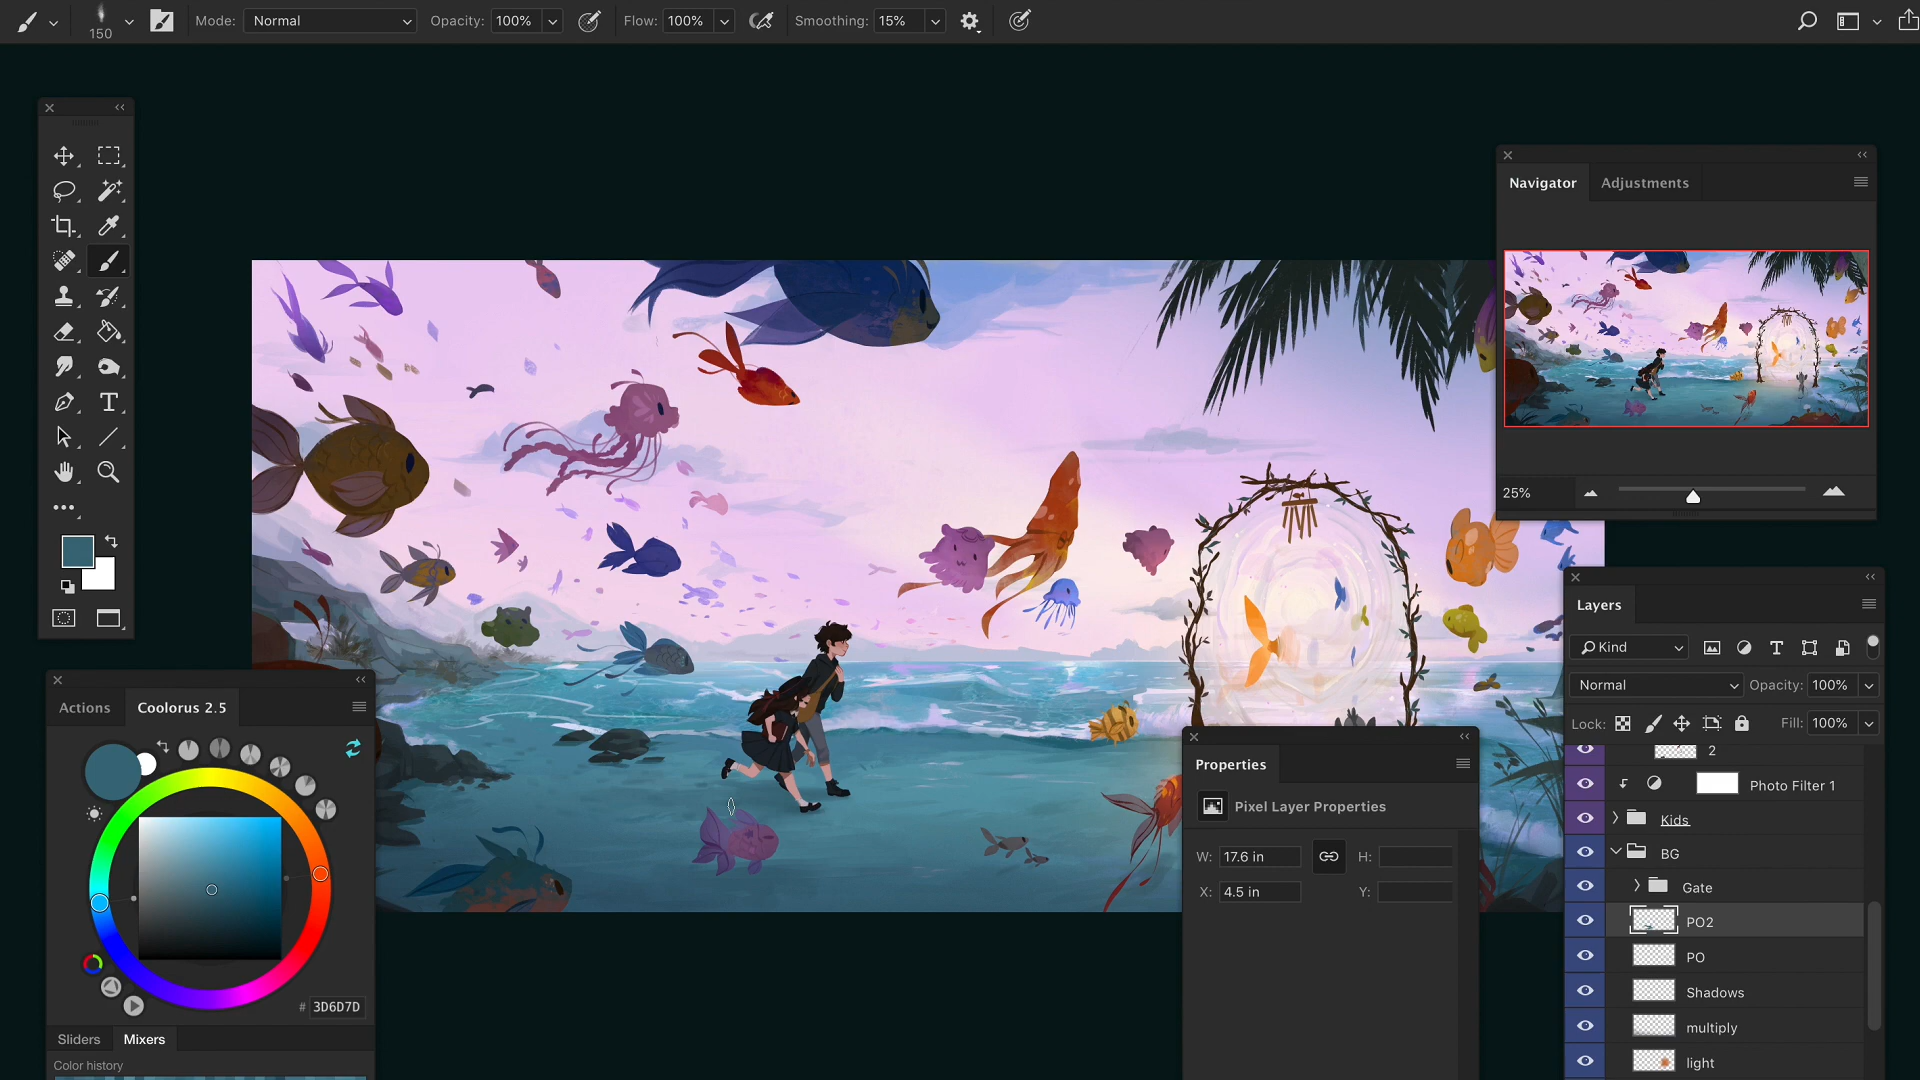 150
Mode: Normal
Opacity: 100%
Flow: 100%
Smoothing: 15%
Navigator
Adjustments
25%
Layers
Kind
Normal
Opacity: 100%
Lock:
Fill: 100%
2
Photo Filter 1
Kids
BG
Gate
PO2
PO
Shadows
multiply
light
Properties
Pixel Layer Properties
W: 17.6 in
H:
X: 4.5 in
Y:
Actions
Coolorus 2.5
# 3D6D7D
Sliders
Mixers
Color history